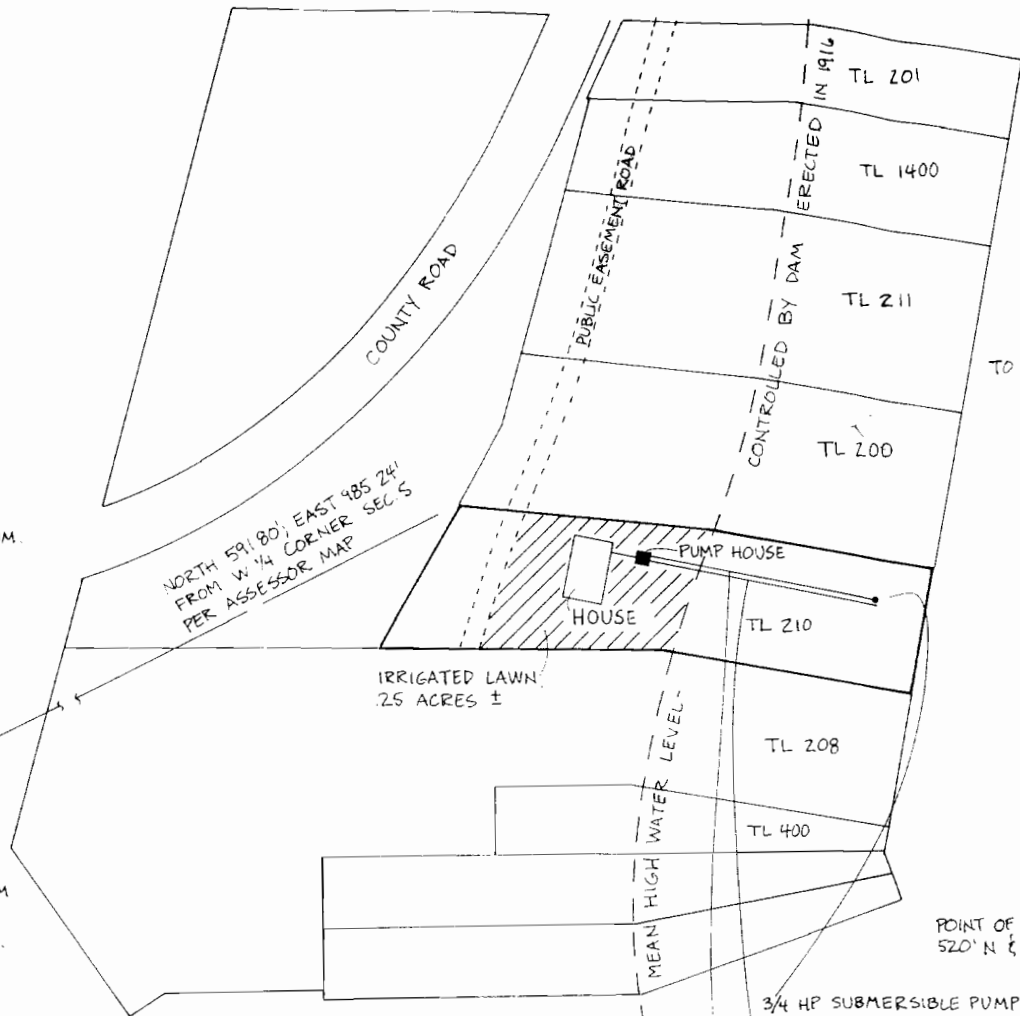 TL 201
TL 1400
TL 211
TL 200
TO
PUBLIC EASEMENT ROAD
COUNTY ROAD
MEAN HIGH WATER LEVEL - CONTROLLED BY DAM ERECTED IN 1916
M.
NORTH 591.80', EAST 985.24'
FROM W 1/4 CORNER SEC. 5
PER ASSESSOR MAP
PUMP HOUSE
HOUSE
TL 210
IRRIGATED LAWN
.25 ACRES ±
TL 208
TL 400
M
POINT OF
520' N &
3/4 HP SUBMERSIBLE PUMP